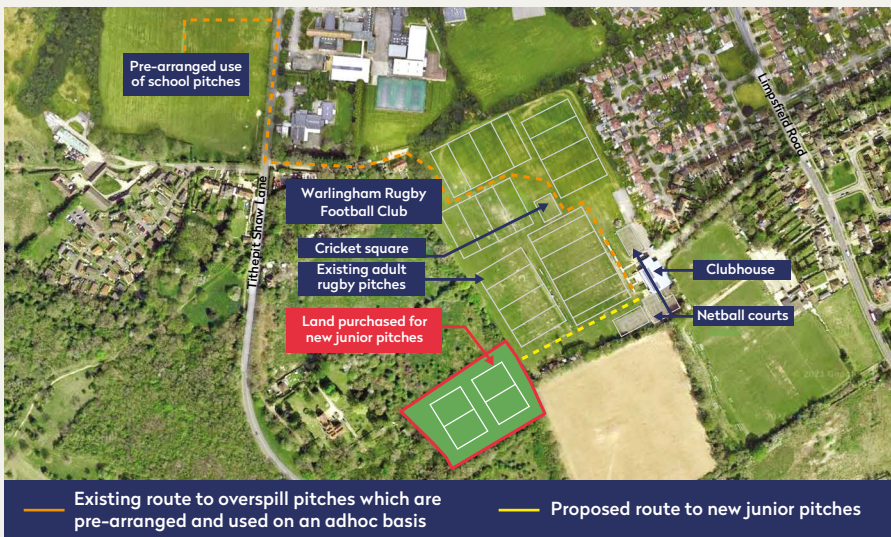 Pre-arranged use
of school pitches
Limpsfield Road
Tithepit Shaw Lane
Warlingham Rugby
Football Club
Cricket square
Existing adult
rugby pitches
Clubhouse
Land purchased for
new junior pitches
Netball courts
Existing route to overspill pitches which are
pre-arranged and used on an adhoc basis
Proposed route to new junior pitches